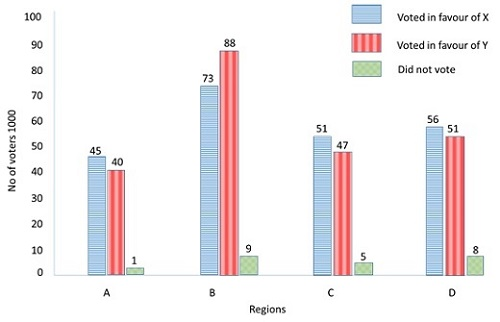 Voted in favour of X
Voted in favour of Y
Did not vote
No of voters 1000
100
90
80
70
60
50
40
30
20
10
0
45
40
1
73
88
9
51
47
5
56
51
8
A
B
C
D
Regions